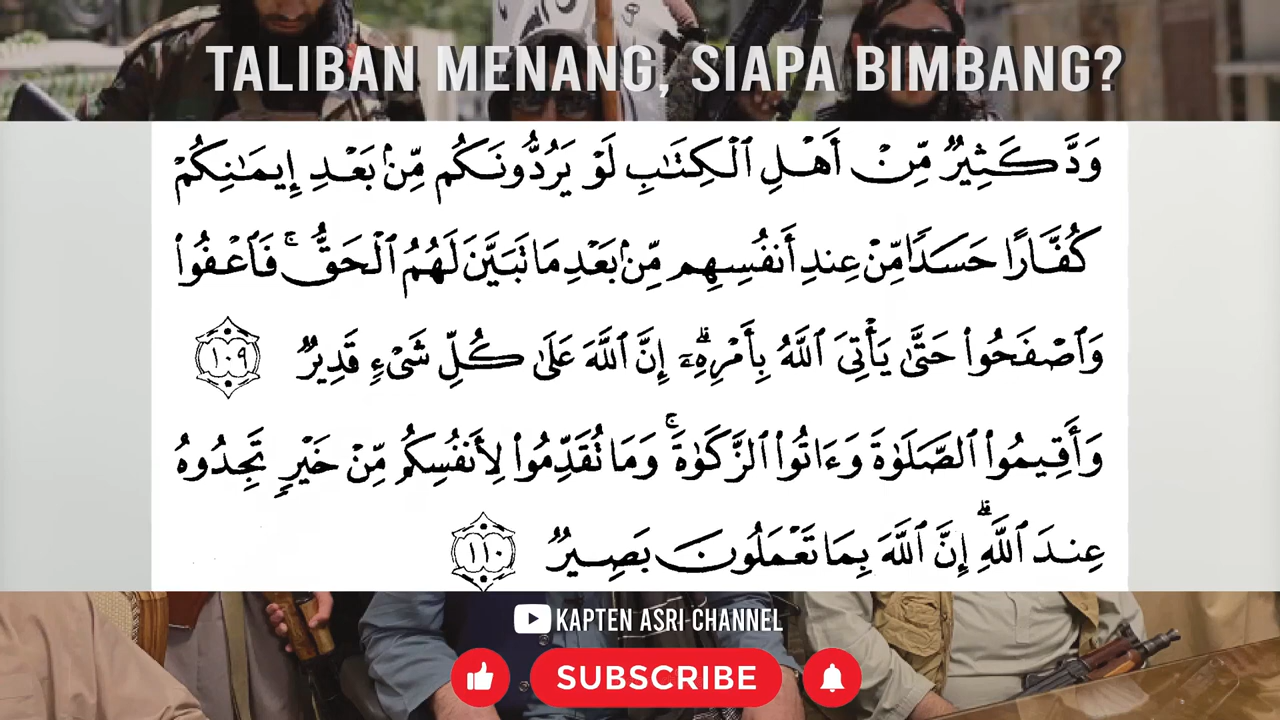 TALIBAN MENANG, SIAPA BIMBANG?
وَدَّ كَثِيرٌ مِّنْ أَهْلِ ٱلْكِتَٰبِ لَوْ يَرُدُّونَكُم مِّنۢ بَعْدِ إِيمَٰنِكُمْ
كُفَّارًا حَسَدًا مِّنْ عِندِ أَنفُسِهِم مِّنۢ بَعْدِ مَا تَبَيَّنَ لَهُمُ ٱلْحَقُّ ۖ فَٱعْفُوا۟
وَٱصْفَحُوا۟ حَتَّىٰ يَأْتِىَ ٱللَّهُ بِأَمْرِهِۦٓ ۗ إِنَّ ٱللَّهَ عَلَىٰ كُلِّ شَىْءٍ قَدِيرٌ ١٠٩
وَأَقِيمُوا۟ ٱلصَّلَوٰةَ وَءَاتُوا۟ ٱلزَّكَوٰةَ ۚ وَمَا تُقَدِّمُوا۟ لِأَنفُسِكُم مِّنْ خَيْرٍ تَجِدُوهُ
عِندَ ٱللَّهِ ۗ إِنَّ ٱللَّهَ بِمَا تَعْمَلُونَ بَصِيرٌ ١١٠
KAPTEN ASRI CHANNEL
SUBSCRIBE